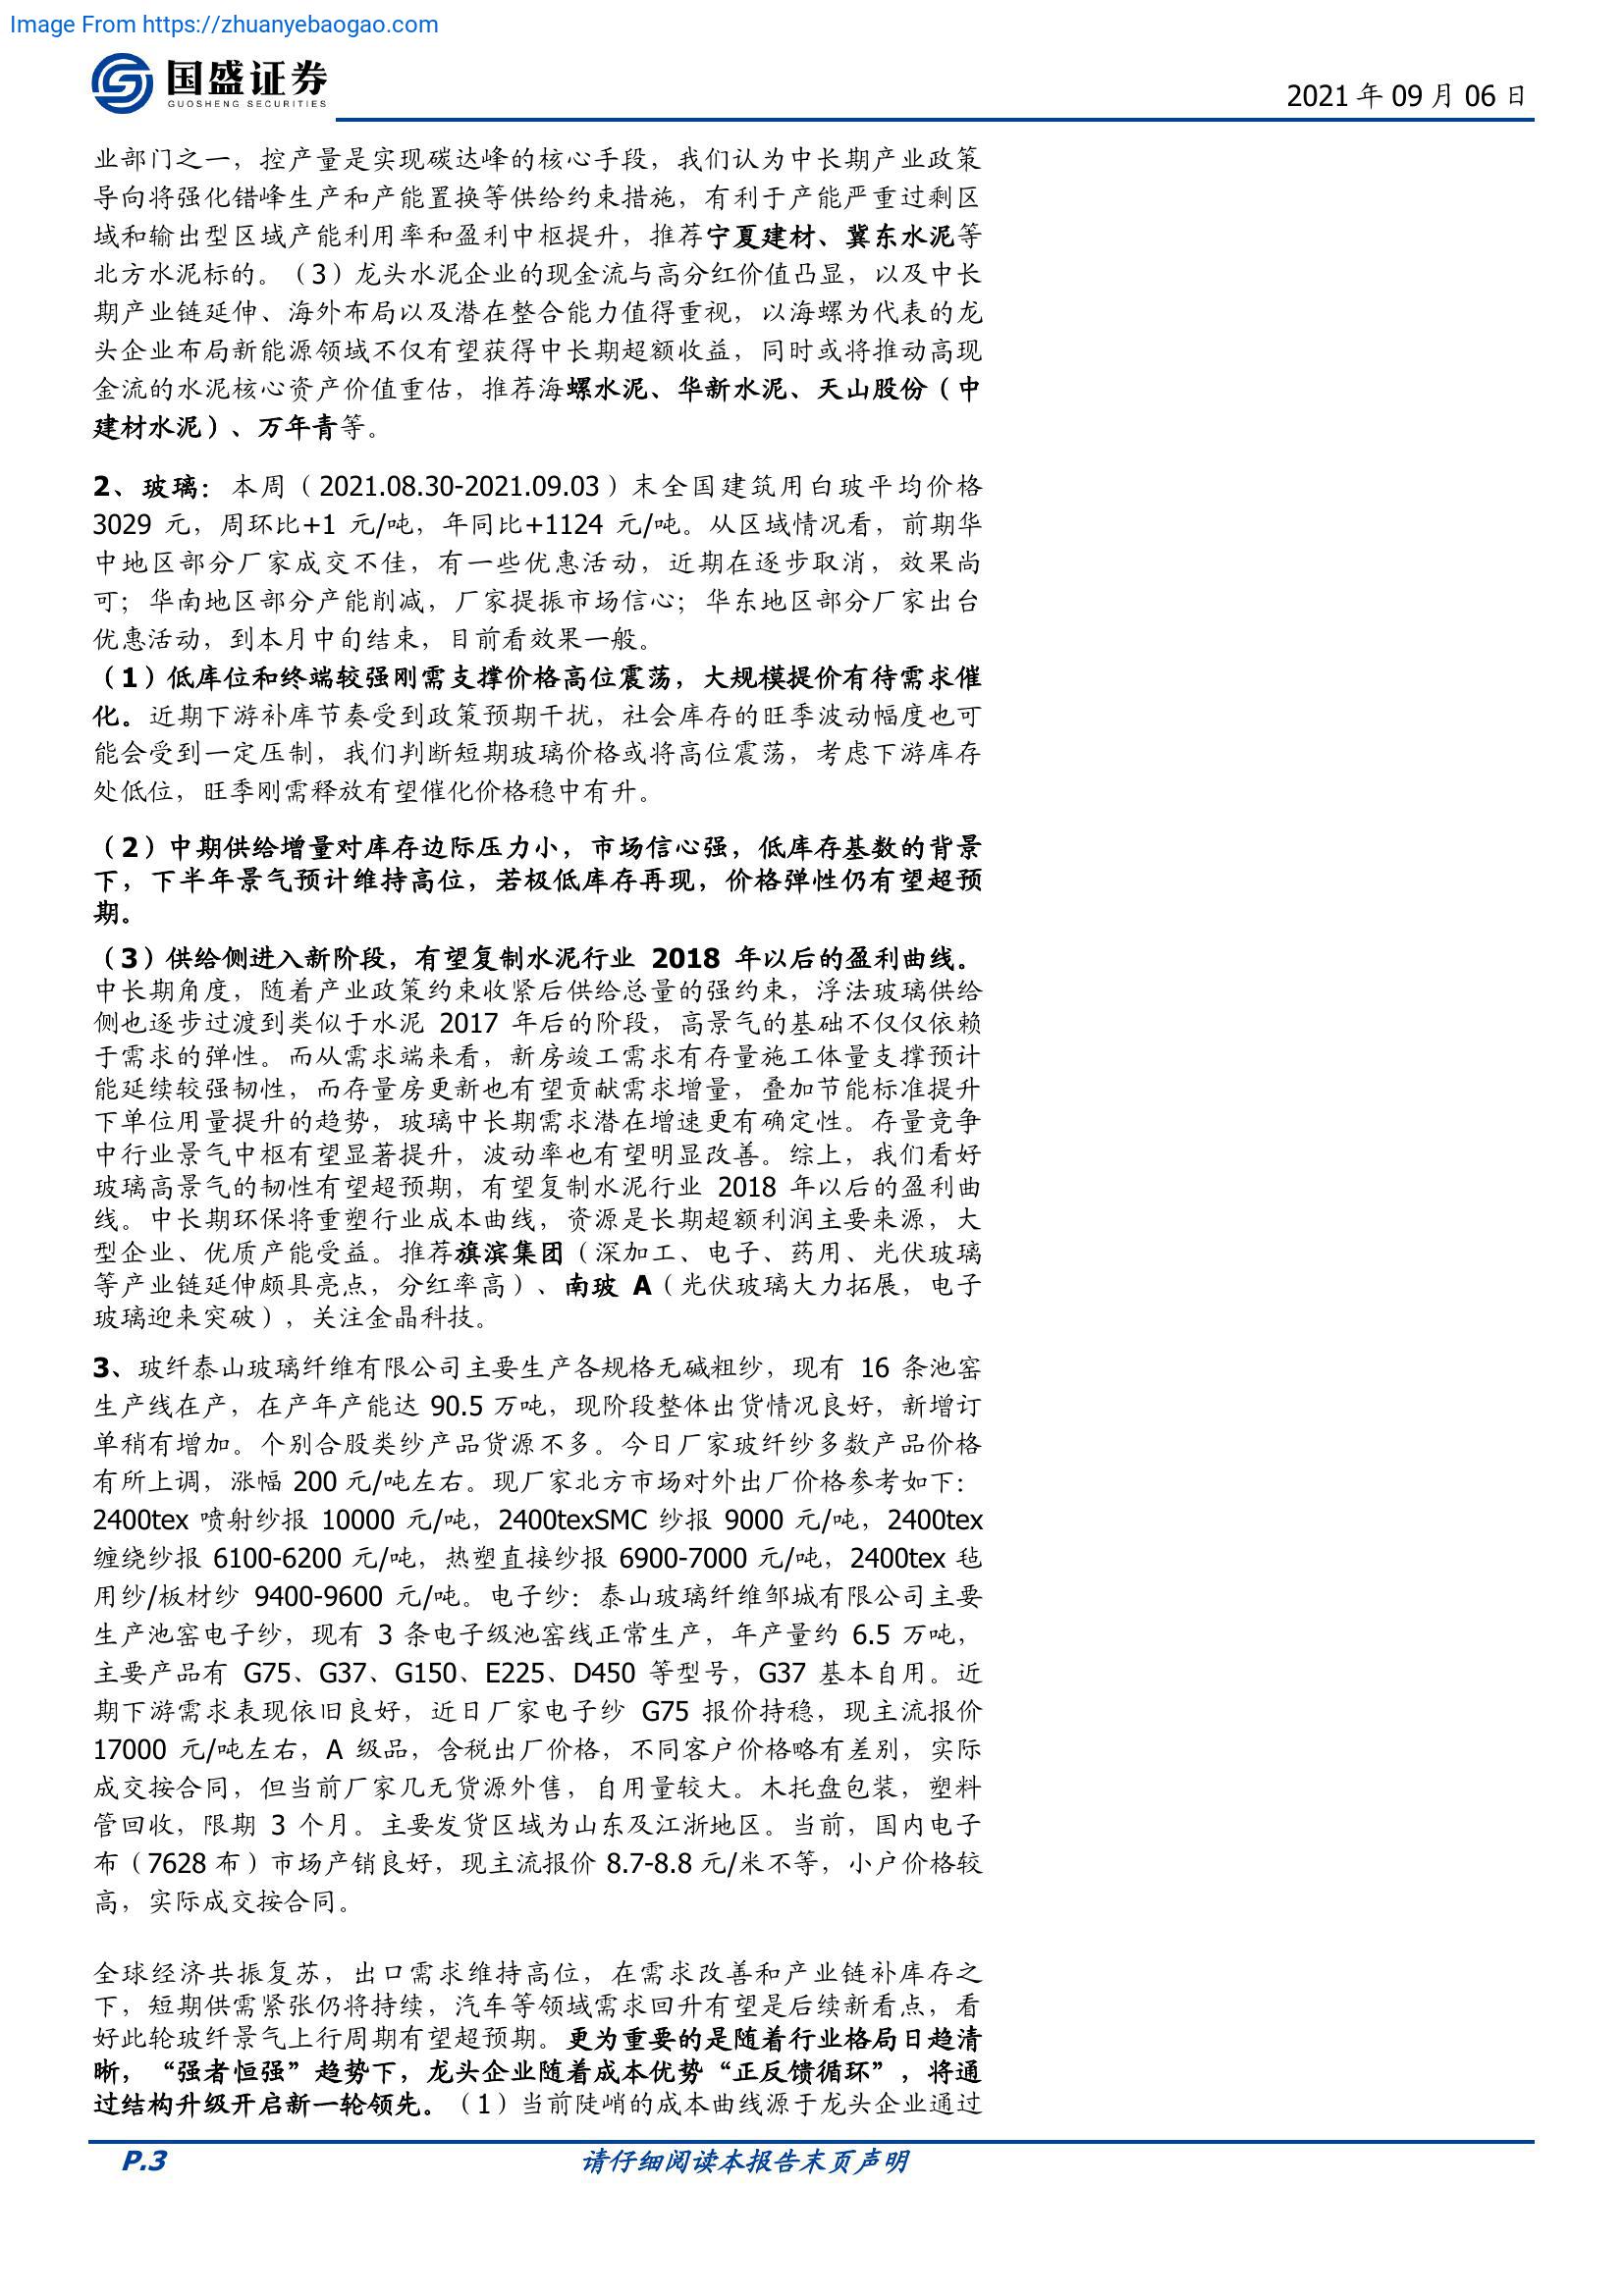 Image From https://zhuanyebaogao.com
国盛证券
GUOSHENG SECURITIES
2021 年 09 月 06 日
业部门之一，控产量是实现碳达峰的核心手段，我们认为中长期产业政策
导向将强化错峰生产和产能置换等供给约束措施，有利于产能严重过剩区
域和输出型区域产能利用率和盈利中枢提升，推荐宁夏建材、冀东水泥等
北方水泥标的。（3）龙头水泥企业的现金流与高分红价值凸显，以及中长
期产业链延伸、海外布局以及潜在整合能力值得重视，以海螺为代表的龙
头企业布局新能源领域不仅有望获得中长期超额收益，同时或将推动高现
金流的水泥核心资产价值重估，推荐海螺水泥、华新水泥、天山股份（中
建材水泥）、万年青等。
2、玻璃：本周（2021.08.30-2021.09.03）末全国建筑用白玻平均价格
3029 元，周环比+1 元/吨，年同比+1124 元/吨。从区域情况看，前期华
中地区部分厂家成交不佳，有一些优惠活动，近期在逐步取消，效果尚
可；华南地区部分产能削减，厂家提振市场信心；华东地区部分厂家出台
优惠活动，到本月中旬结束，目前看效果一般。
（1）低库位和终端较强刚需支撑价格高位震荡，大规模提价有待需求催
化。近期下游补库节奏受到政策预期干扰，社会库存的旺季波动幅度也可
能会受到一定压制，我们判断短期玻璃价格或将高位震荡，考虑下游库存
处低位，旺季刚需释放有望催化价格稳中有升。
（2）中期供给增量对库存边际压力小，市场信心强，低库存基数的背景
下，下半年景气预计维持高位，若极低库存再现，价格弹性仍有望超预
期。
（3）供给侧进入新阶段，有望复制水泥行业 2018 年以后的盈利曲线。
中长期角度，随着产业政策约束收紧后供给总量的强约束，浮法玻璃供给
侧也逐步过渡到类似于水泥 2017 年后的阶段，高景气的基础不仅仅依赖
于需求的弹性。而从需求端来看，新房竣工需求有存量施工体量支撑预计
能延续较强韧性，而存量房更新也有望贡献需求增量，叠加节能标准提升
下单位用量提升的趋势，玻璃中长期需求潜在增速更有确定性。存量竞争
中行业景气中枢有望显著提升，波动率也有望明显改善。综上，我们看好
玻璃高景气的韧性有望超预期，有望复制水泥行业 2018 年以后的盈利曲
线。中长期环保将重塑行业成本曲线，资源是长期超额利润主要来源，大
型企业、优质产能受益。推荐旗滨集团（深加工、电子、药用、光伏玻璃
等产业链延伸颇具亮点，分红率高）、南玻 A（光伏玻璃大力拓展，电子
玻璃迎来突破），关注金晶科技。
3、玻纤泰山玻璃纤维有限公司主要生产各规格无碱粗纱，现有 16 条池窑
生产线在产，在产年产能达 90.5 万吨，现阶段整体出货情况良好，新增订
单稍有增加。个别合股类纱产品货源不多。今日厂家玻纤纱多数产品价格
有所上调，涨幅 200 元/吨左右。现厂家北方市场对外出厂价格参考如下：
2400tex 喷射纱报 10000 元/吨，2400texSMC 纱报 9000 元/吨，2400tex
缠绕纱报 6100-6200 元/吨，热塑直接纱报 6900-7000 元/吨，2400tex 毡
用纱/板材纱 9400-9600 元/吨。电子纱：泰山玻璃纤维邹城有限公司主要
生产池窑电子纱，现有 3 条电子级池窑线正常生产，年产量约 6.5 万吨，
主要产品有 G75、G37、G150、E225、D450 等型号，G37 基本自用。近
期下游需求表现依旧良好，近日厂家电子纱 G75 报价持稳，现主流报价
17000 元/吨左右，A 级品，含税出厂价格，不同客户价格略有差别，实际
成交按合同，但当前厂家几无货源外售，自用量较大。木托盘包装，塑料
管回收，限期 3 个月。主要发货区域为山东及江浙地区。当前，国内电子
布（7628 布）市场产销良好，现主流报价 8.7-8.8 元/米不等，小户价格较
高，实际成交按合同。
全球经济共振复苏，出口需求维持高位，在需求改善和产业链补库存之
下，短期供需紧张仍将持续，汽车等领域需求回升有望是后续新看点，看
好此轮玻纤景气上行周期有望超预期。更为重要的是随着行业格局日趋清
晰，“强者恒强”趋势下，龙头企业随着成本优势“正反馈循环”，将通
过结构升级开启新一轮领先。（1）当前陡峭的成本曲线源于龙头企业通过
P.3
请仔细阅读本报告末页声明